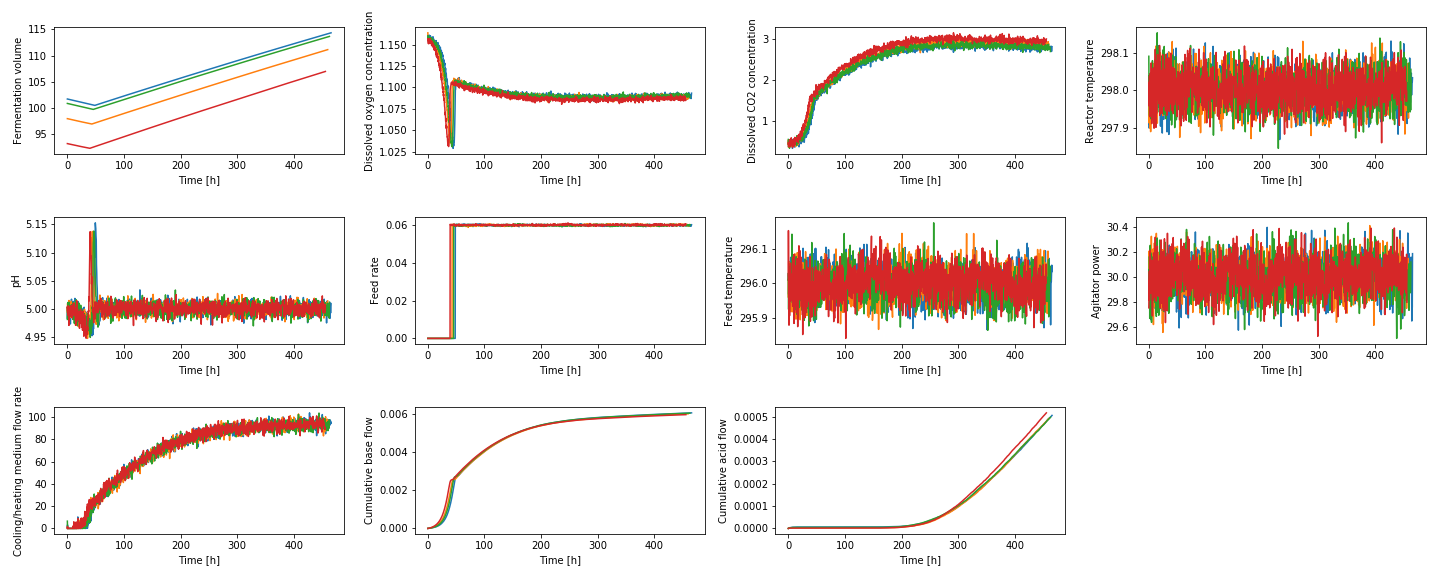 Fermentation volume
115
110
105
100
95
0 100 200 300 400
Time [h]
Dissolved oxygen concentration
1.150
1.125
1.100
1.075
1.050
1.025
0 100 200 300 400
Time [h]
Dissolved CO2 concentration
3
2
1
0 100 200 300 400
Time [h]
Reactor temperature
298.1
298.0
297.9
0 100 200 300 400
Time [h]
pH
5.15
5.10
5.05
5.00
4.95
0 100 200 300 400
Time [h]
Feed rate
0.06
0.04
0.02
0.00
0 100 200 300 400
Time [h]
Feed temperature
296.1
296.0
295.9
0 100 200 300 400
Time [h]
Agiltator power
30.4
30.2
30.0
29.8
29.6
0 100 200 300 400
Time [h]
Cooling/heating medium flow rate
100
80
60
40
20
0
0 100 200 300 400
Time [h]
Cumulative base flow
0.006
0.004
0.002
0.000
0 100 200 300 400
Time [h]
Cumulative acid flow
0.0005
0.0004
0.0003
0.0002
0.0001
0.0000
0 100 200 300 400
Time [h]